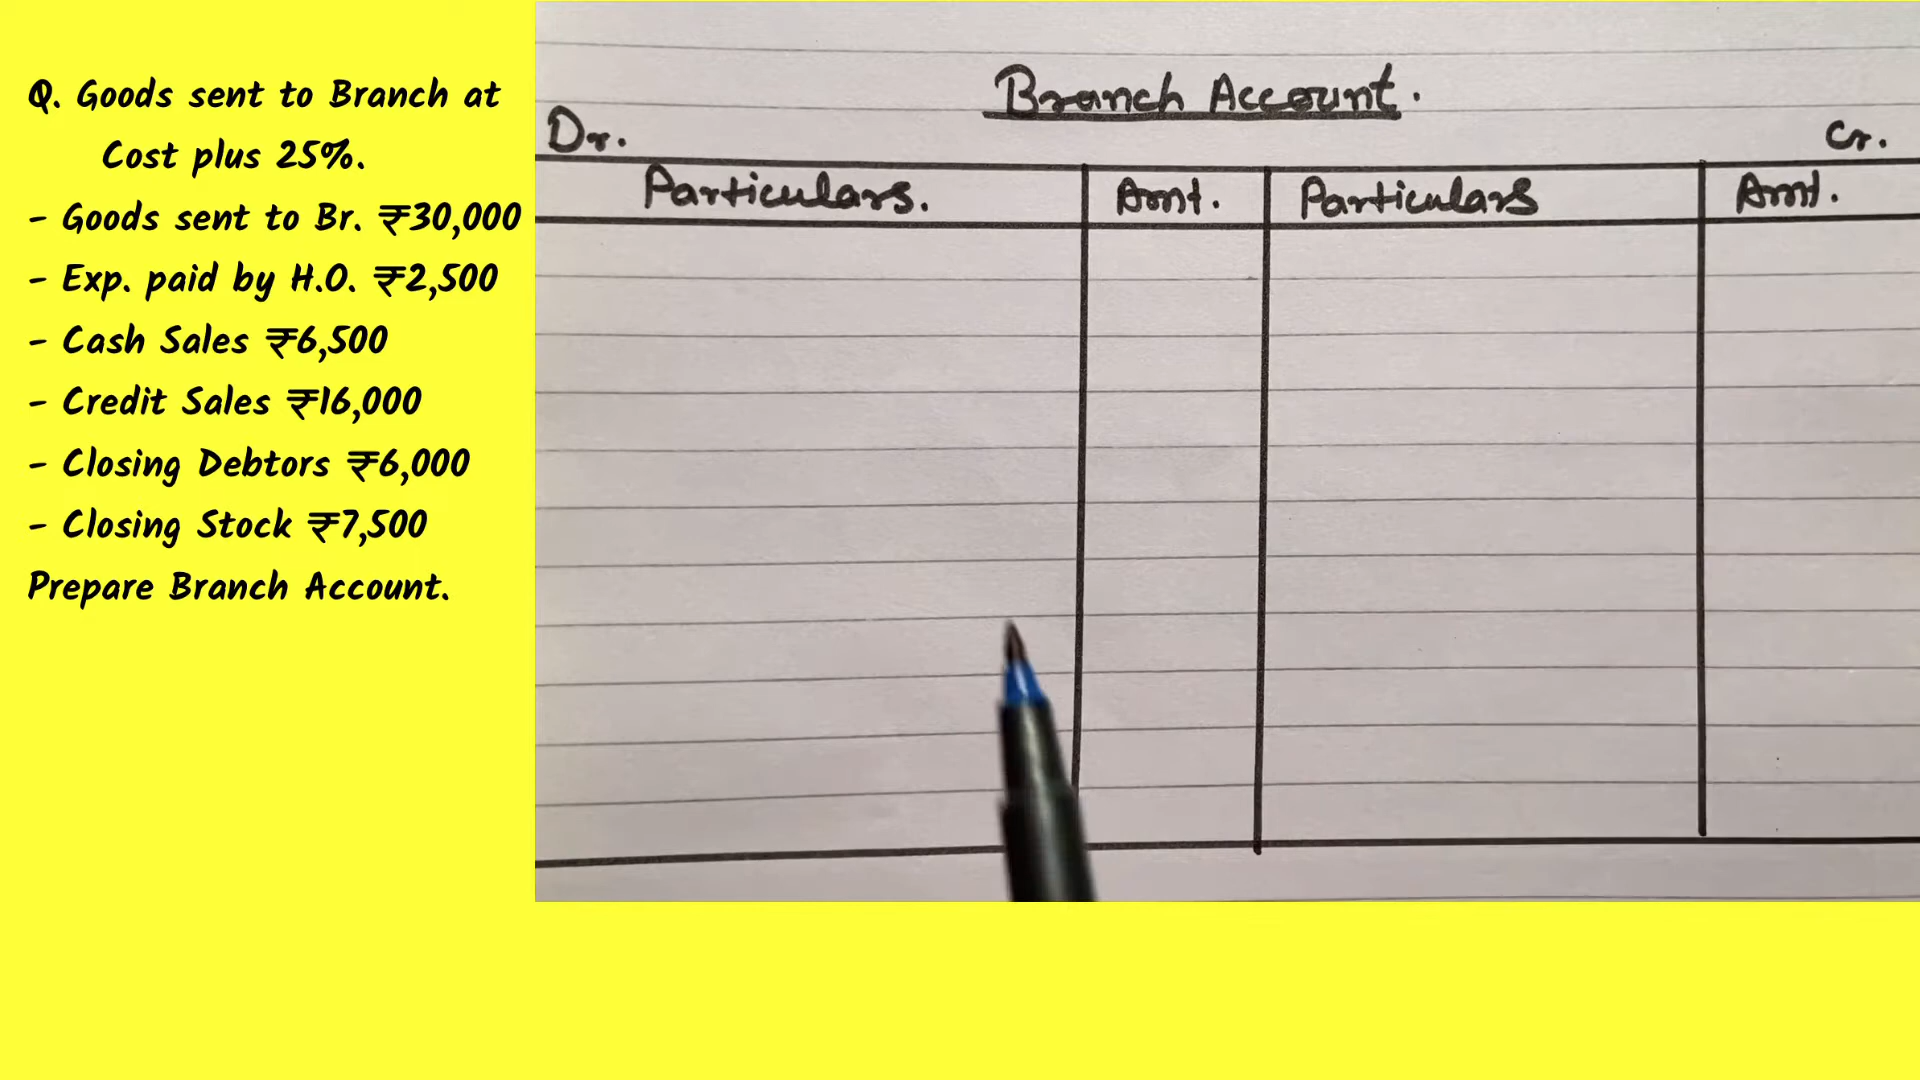 Q. Goods sent to Branch at
Cost plus 25%.
- Goods sent to Br. ₹30,000
- Exp. paid by H.O. ₹2,500
- Cash Sales ₹6,500
- Credit Sales ₹16,000
- Closing Debtors ₹6,000
- Closing Stock ₹7,500
Prepare Branch Account.
Branch Account.
Dr. Cr.
Particulars. Amt. Particulars Amt.